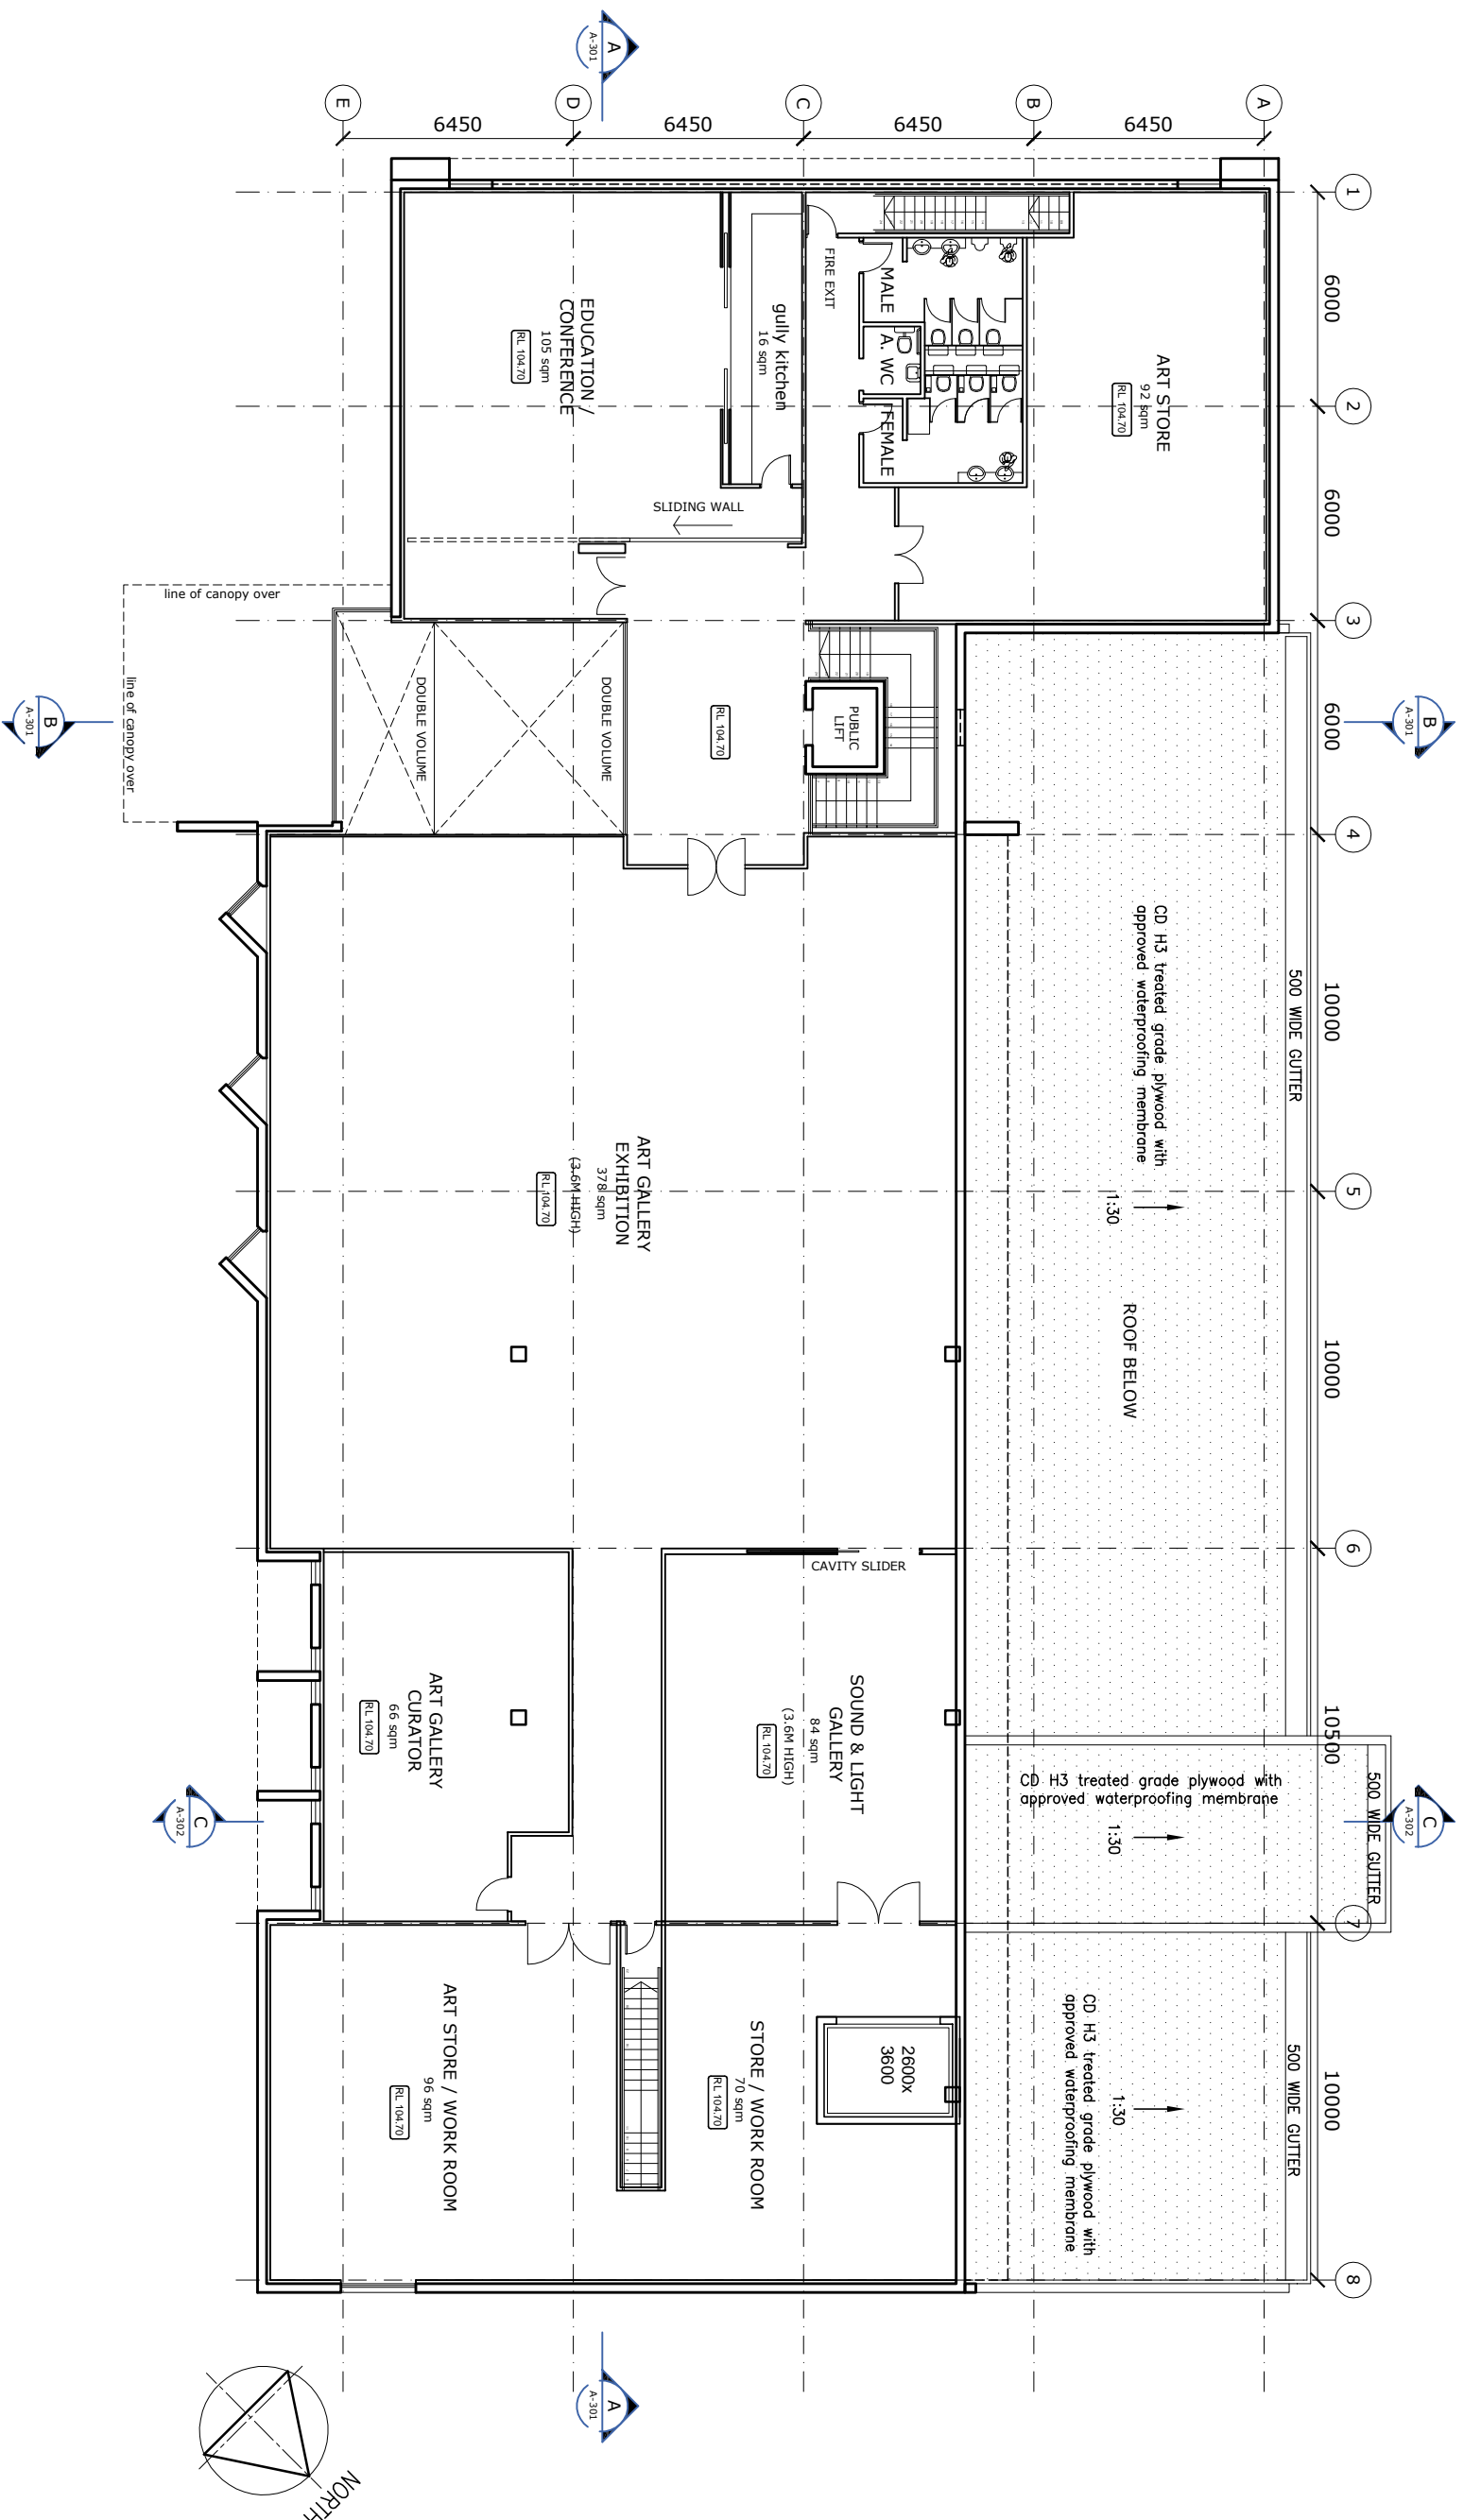 A
A-301
E
D
C
B
A
6450
6450
6450
6450
1
6000
2
6000
3
6000
4
10000
5
10000
6
10500
7
10000
8
FIRE EXIT
MALE
A. WC
FEMALE
ART STORE
92 sqm
RL 104.70
gully kitchen
16 sqm
EDUCATION /
CONFERENCE
105 sqm
RL 104.70
SLIDING WALL
line of canopy over
line of canopy over
DOUBLE VOLUME
DOUBLE VOLUME
RL 104.70
PUBLIC
LIFT
B
A-301
B
A-301
500 WIDE GUTTER
CD H3 treated grade plywood with
approved waterproofing membrane
1:30
ROOF BELOW
ART GALLERY
EXHIBITION
378 sqm
(3.6M HIGH)
RL 104.70
CAVITY SLIDER
SOUND & LIGHT
GALLERY
84 sqm
(3.6M HIGH)
RL 104.70
ART GALLERY
CURATOR
66 sqm
RL 104.70
CD H3 treated grade plywood with
approved waterproofing membrane
1:30
500 WIDE GUTTER
C
A-302
C
A-302
ART STORE / WORK ROOM
96 sqm
RL 104.70
STORE / WORK ROOM
70 sqm
RL 104.70
2600x
3600
CD H3 treated grade plywood with
approved waterproofing membrane
1:30
500 WIDE GUTTER
A
A-301
NORTH